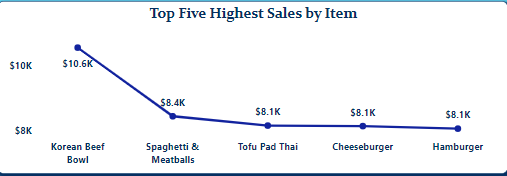 Top Five Highest Sales by Item
$10K
$8K
$10.6K
$8.4K
$8.1K
$8.1K
$8.1K
Korean Beef
Bowl
Spaghetti &
Meatballs
Tofu Pad Thai
Cheeseburger
Hamburger